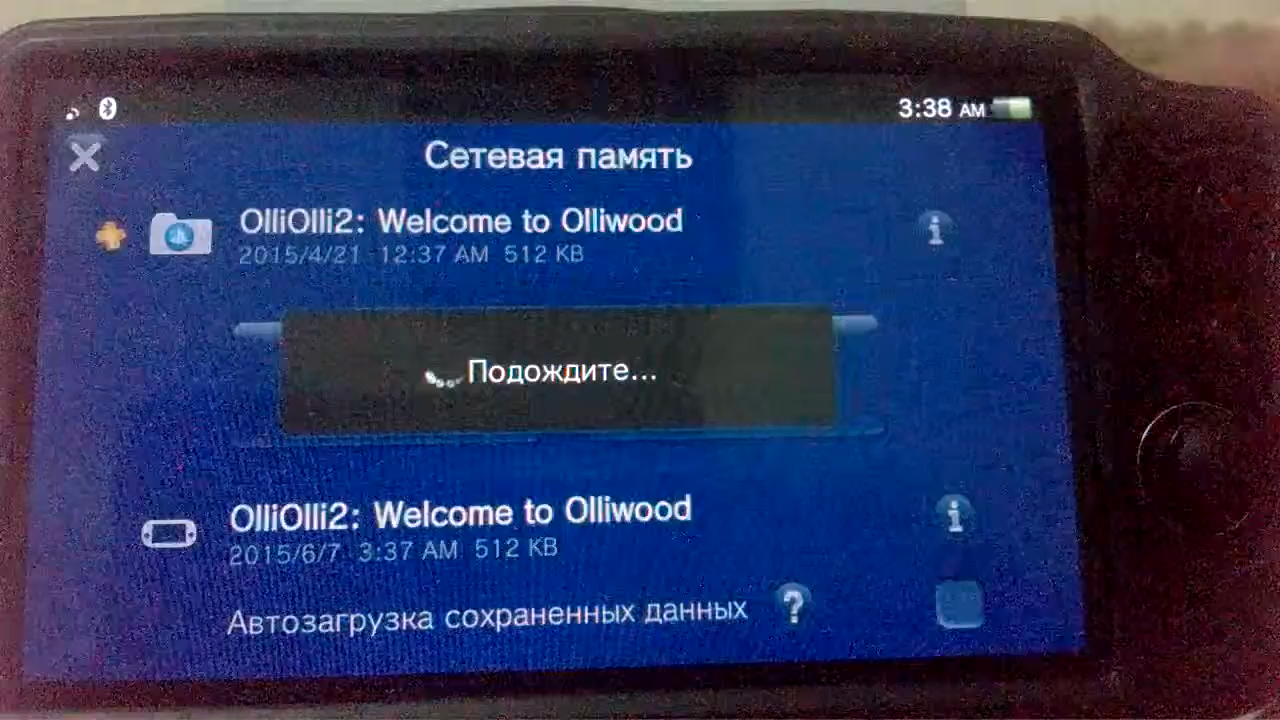 3:38 AM
Сетевая память
OlliOlli2: Welcome to Olliwood
2015/4/21 12:37 AM 512 KB
Подождите...
OlliOlli2: Welcome to Olliwood
2015/6/7 3:37 AM 512 KB
Автозагрузка сохраненных данных ?